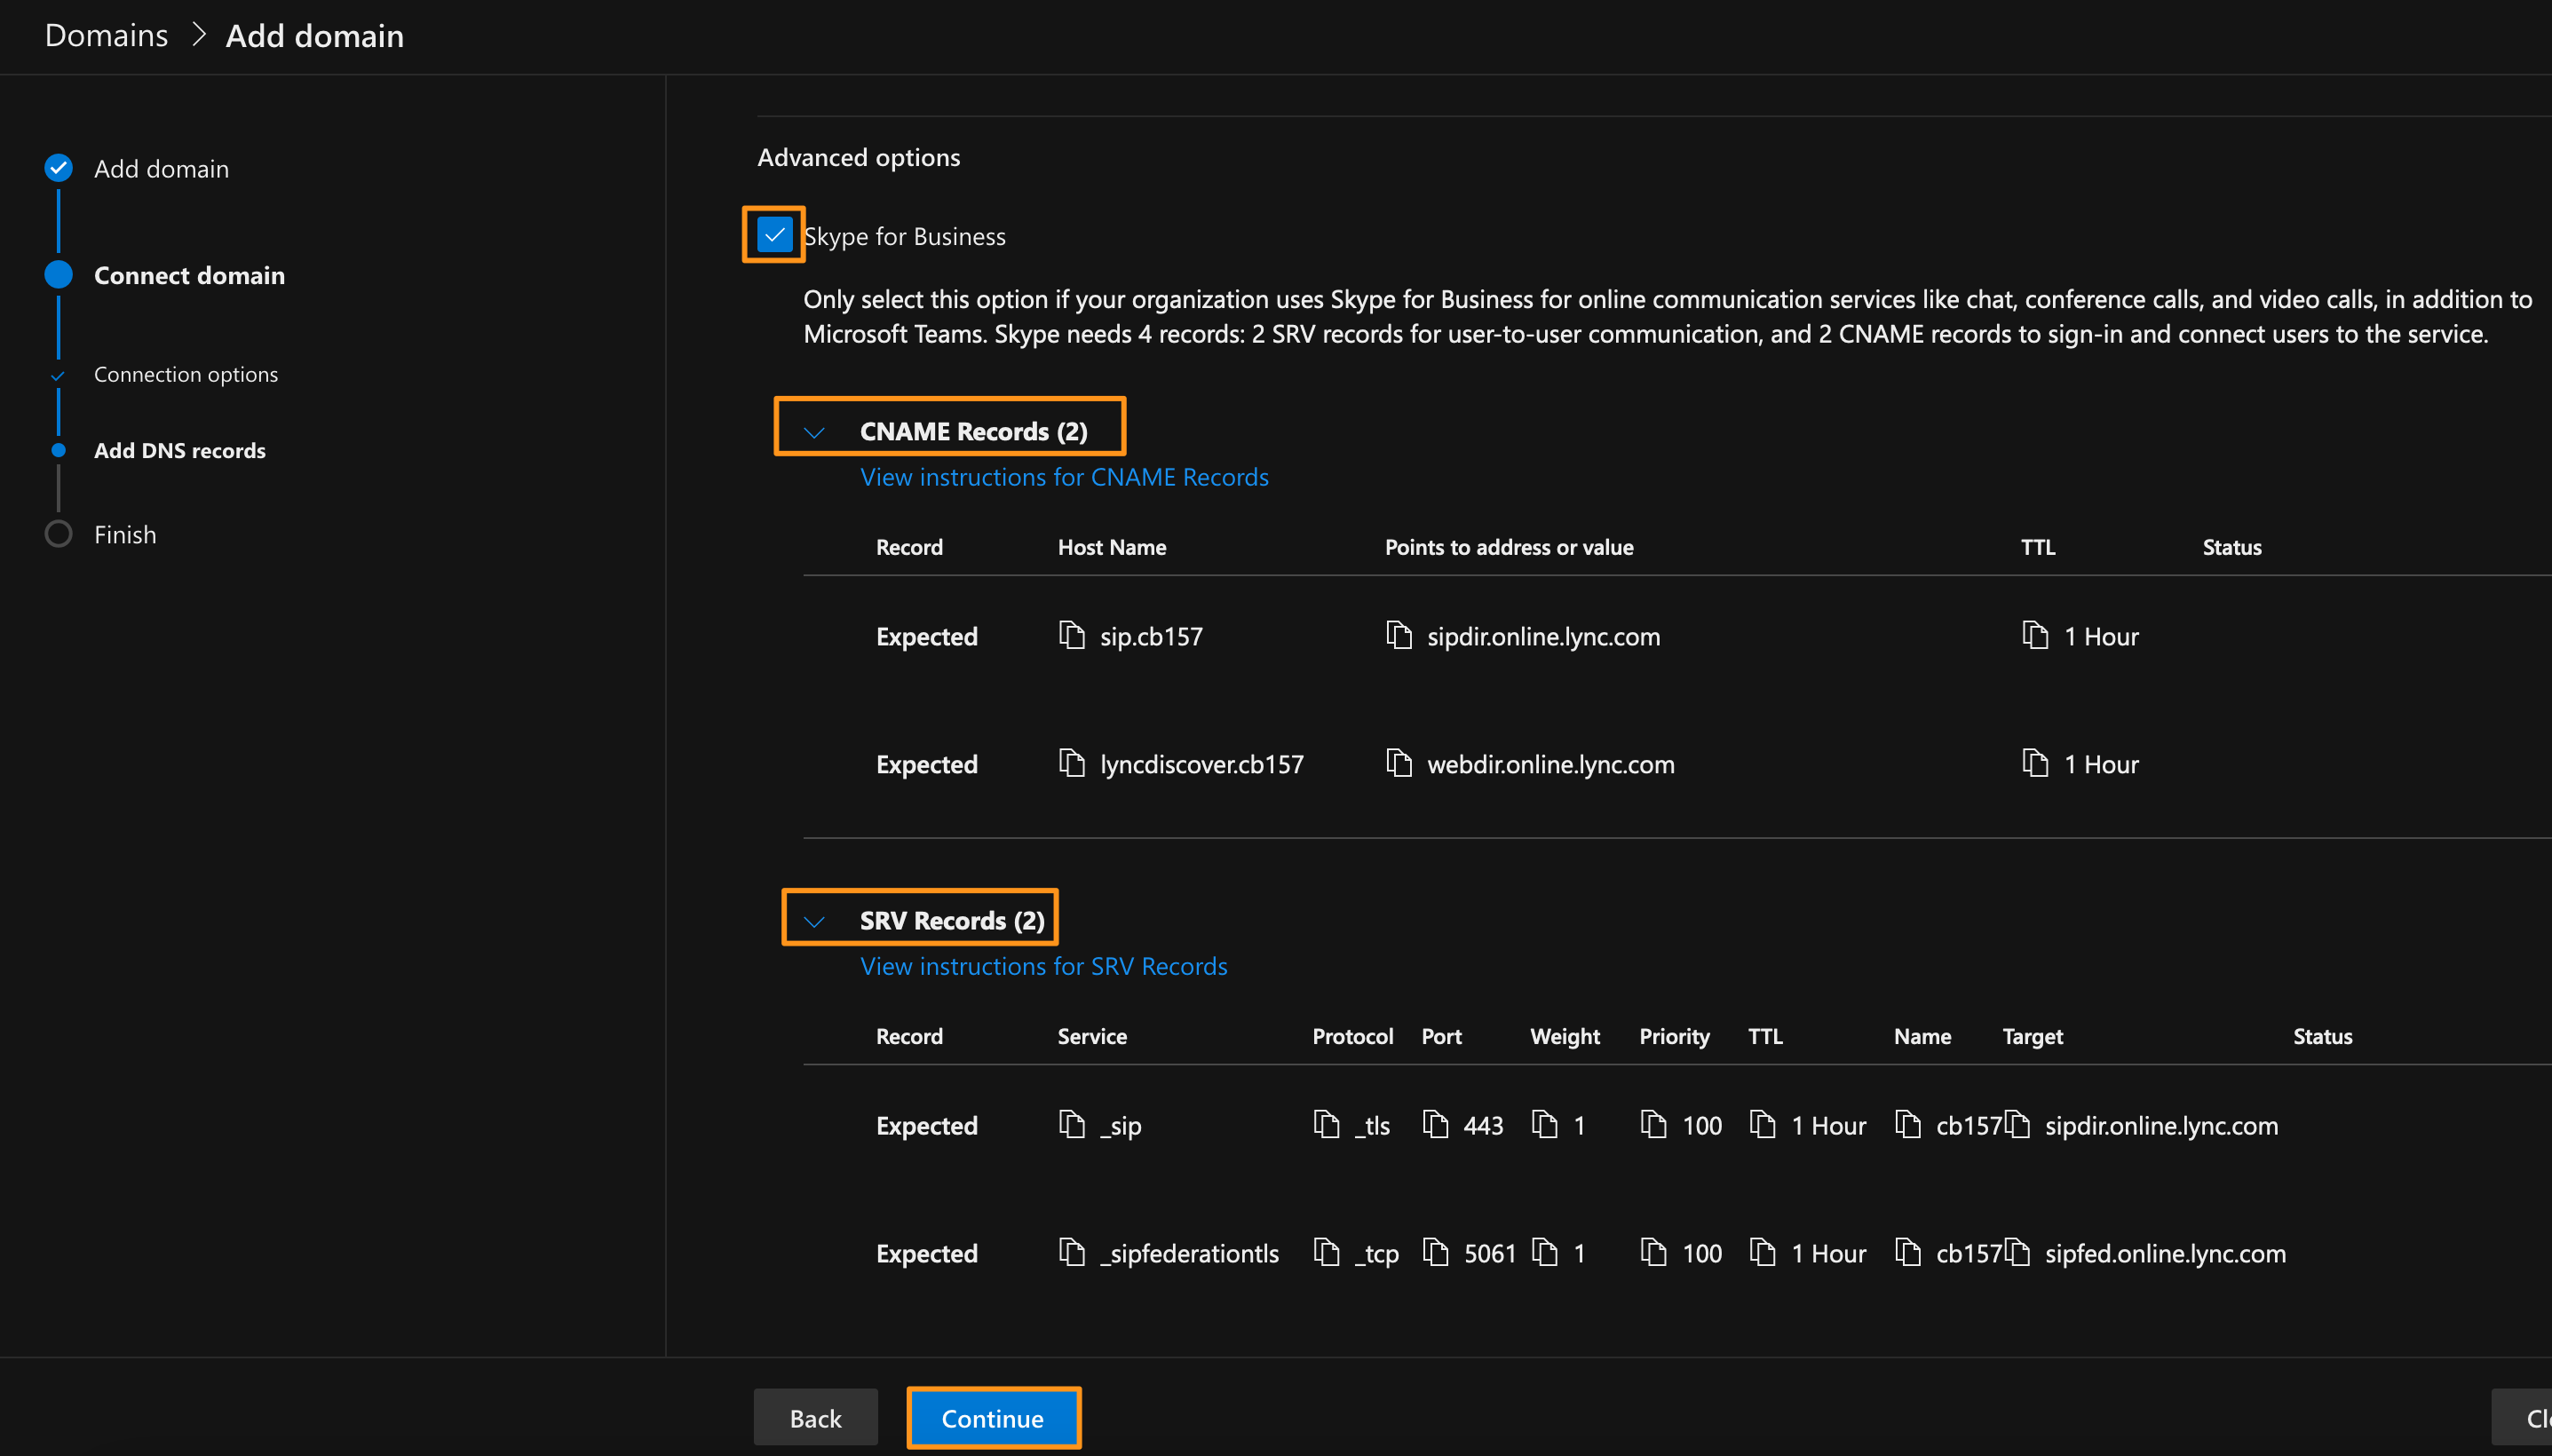 Domains > Add domain
Add domain
Connect domain
Connection options
Add DNS records
Finish
Advanced options
Skype for Business
Only select this option if your organization uses Skype for Business for online communication services like chat, conference calls, and video calls, in addition to
Microsoft Teams. Skype needs 4 records: 2 SRV records for user-to-user communication, and 2 CNAME records to sign-in and connect users to the service.
CNAME Records (2)
View instructions for CNAME Records
Record Host Name Points to address or value TTL Status
Expected sip.cb157 sipdir.online.lync.com 1 Hour
Expected lyncdiscover.cb157 webdir.online.lync.com 1 Hour
SRV Records (2)
View instructions for SRV Records
Record Service Protocol Port Weight Priority TTL Name Target Status
Expected _sip _tls 443 1 100 1 Hour cb157 sipdir.online.lync.com
Expected _sipfederationtls _tcp 5061 1 100 1 Hour cb157 sipfed.online.lync.com
Back Continue